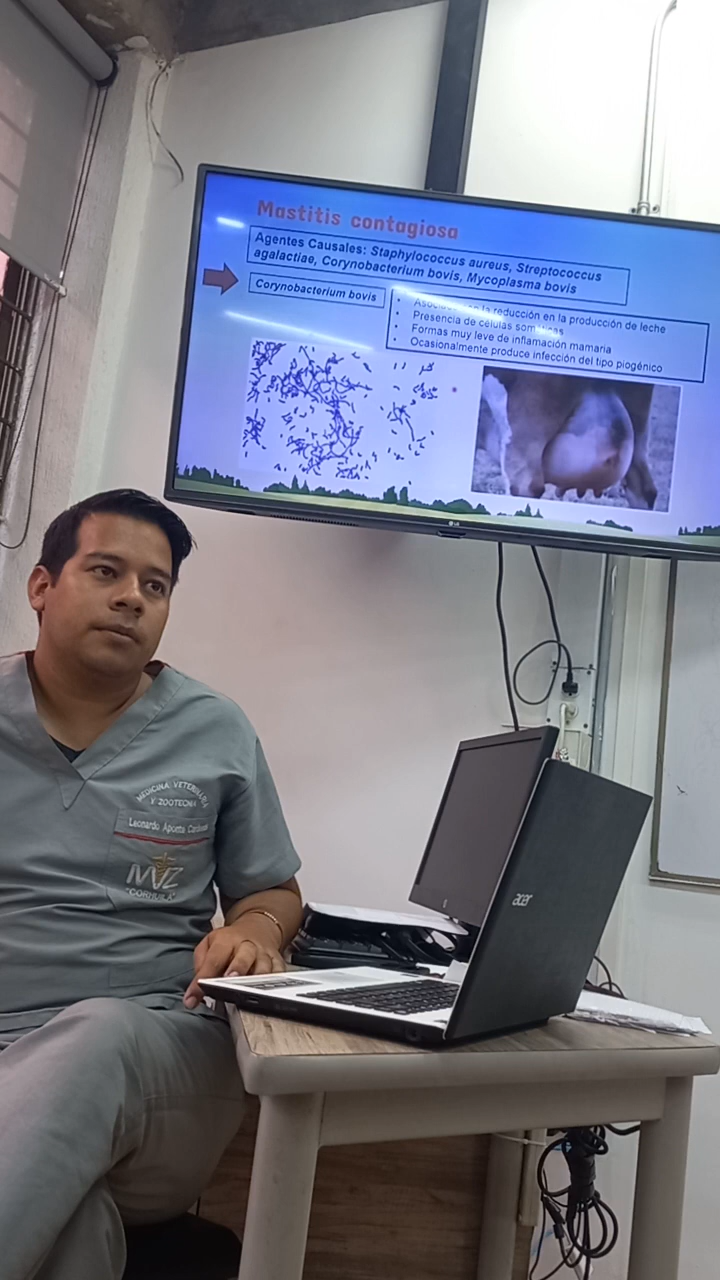 Mastitis contagiosa
Agentes Causales: Staphylococcus aureus, Streptococcus
agalactiae, Corynobacterium bovis, Mycoplasma bovis
Corynobacterium bovis
• la reducción en la producción de leche
• Presencia de células
• Formas muy leve de inflamación mamaria
• Ocasionalmente produce infección del tipo piogénico
LG
MEDICINA VETERINARIA
Y ZOOTECNIA
Leonardo Aponte
MVZ
"CORHUILA"
acer